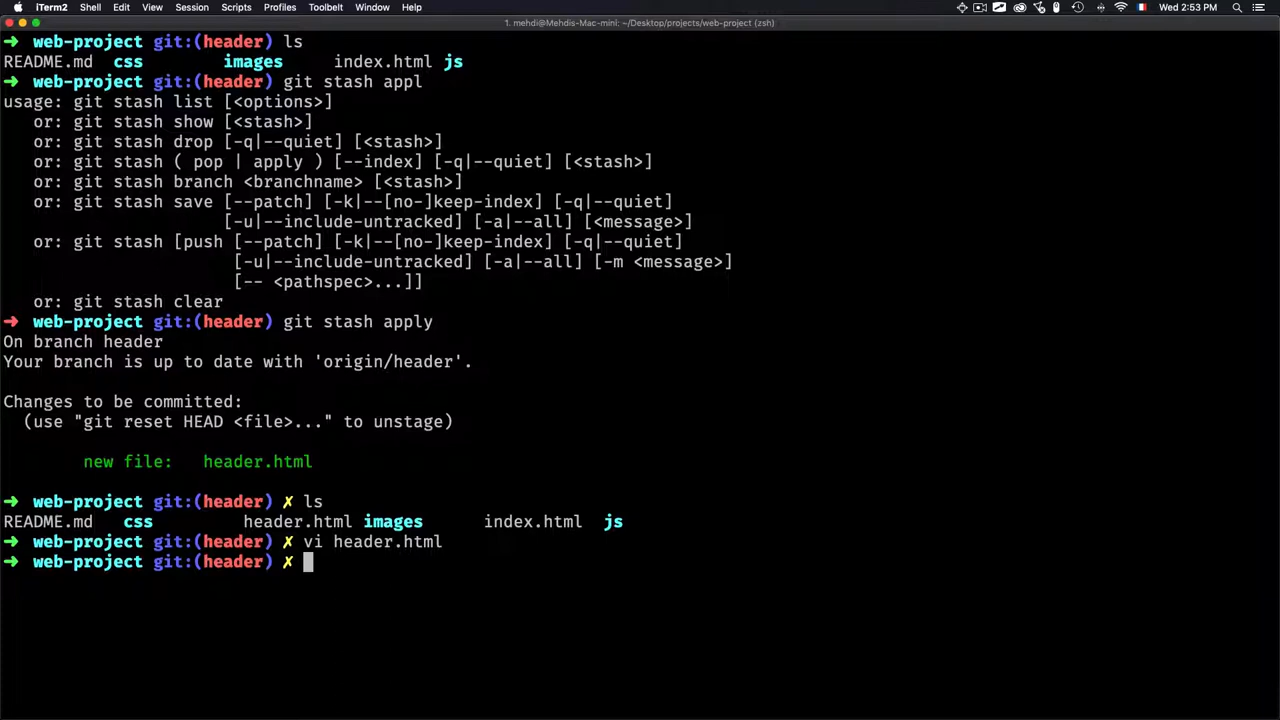 iTerm2 Shell Edit View Session Scripts Profiles Toolbelt Window Help Wed 2:53 PM
1. mehdi@Mehdis-Mac-mini: ~/Desktop/projects/web-project (zsh)
➜ web-project git:(header) ls
README.md css images index.html js
➜ web-project git:(header) git stash appl
usage: git stash list [<options>]
or: git stash show [<stash>]
or: git stash drop [-q|--quiet] [<stash>]
or: git stash ( pop | apply ) [--index] [-q|--quiet] [<stash>]
or: git stash branch <branchname> [<stash>]
or: git stash save [--patch] [-k|--[no-]keep-index] [-q|--quiet]
[-u|--include-untracked] [-a|--all] [<message>]
or: git stash [push [--patch] [-k|--[no-]keep-index] [-q|--quiet]
[-u|--include-untracked] [-a|--all] [-m <message>]
[-- <pathspec>...]]
or: git stash clear
➜ web-project git:(header) git stash apply
On branch header
Your branch is up to date with 'origin/header'.
Changes to be committed:
(use "git reset HEAD <file>..." to unstage)
new file: header.html
➜ web-project git:(header) ✗ ls
README.md css header.html images index.html js
➜ web-project git:(header) ✗ vi header.html
➜ web-project git:(header) ✗